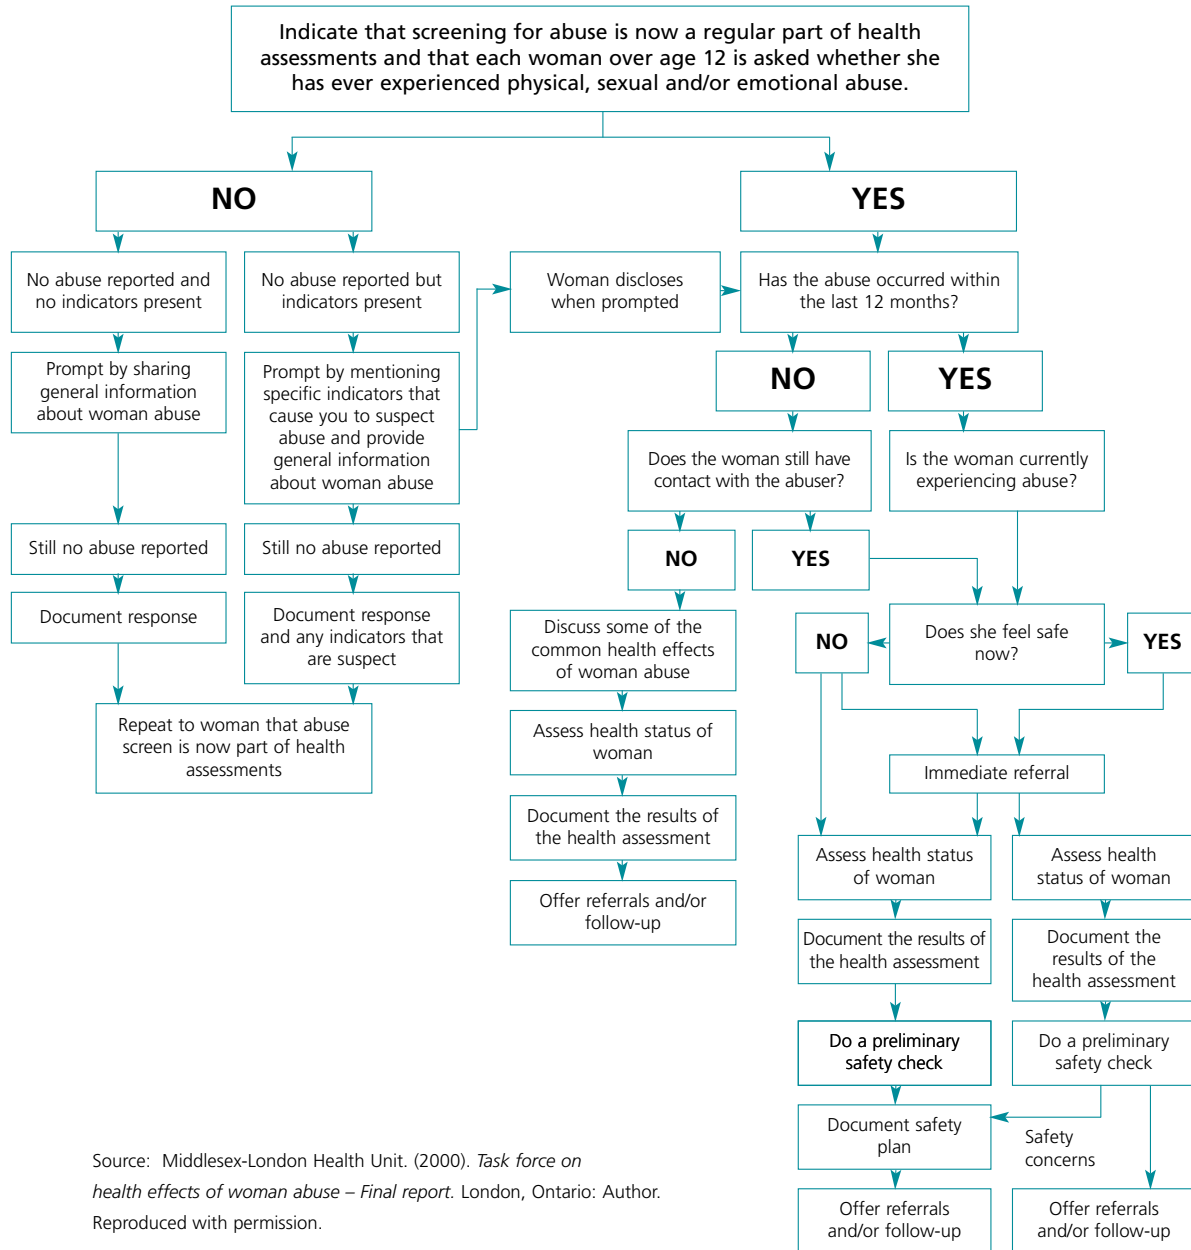 Indicate that screening for abuse is now a regular part of health
assessments and that each woman over age 12 is asked whether she
has ever experienced physical, sexual and/or emotional abuse.
NO
YES
No abuse reported and
no indicators present
No abuse reported but
indicators present
Woman discloses
when prompted
Has the abuse occurred within
the last 12 months?
Prompt by sharing
general information
about woman abuse
Prompt by mentioning
specific indicators that
cause you to suspect
abuse and provide
general information
about woman abuse
NO
YES
Does the woman still have
contact with the abuser?
Is the woman currently
experiencing abuse?
Still no abuse reported
Still no abuse reported
NO
YES
Document response
Document response
and any indicators that
are suspect
Discuss some of the
common health effects
of woman abuse
NO
Does she feel safe
now?
YES
Repeat to woman that abuse
screen is now part of health
assessments
Assess health status of
woman
Immediate referral
Document the results of
the health assessment
Assess health status
of woman
Assess health
status of woman
Offer referrals and/or
follow-up
Document the results of
the health assessment
Document the
results of the
health assessment
Do a preliminary
safety check
Do a preliminary
safety check
Document safety
plan
Safety
concerns
Offer referrals
and/or follow-up
Offer referrals
and/or follow-up
Source: Middlesex-London Health Unit. (2000). Task force on
health effects of woman abuse – Final report. London, Ontario: Author.
Reproduced with permission.